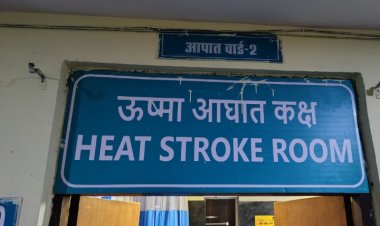 आपात वार्ड-2
ऊष्मा आघात कक्ष
HEAT STROKE ROOM